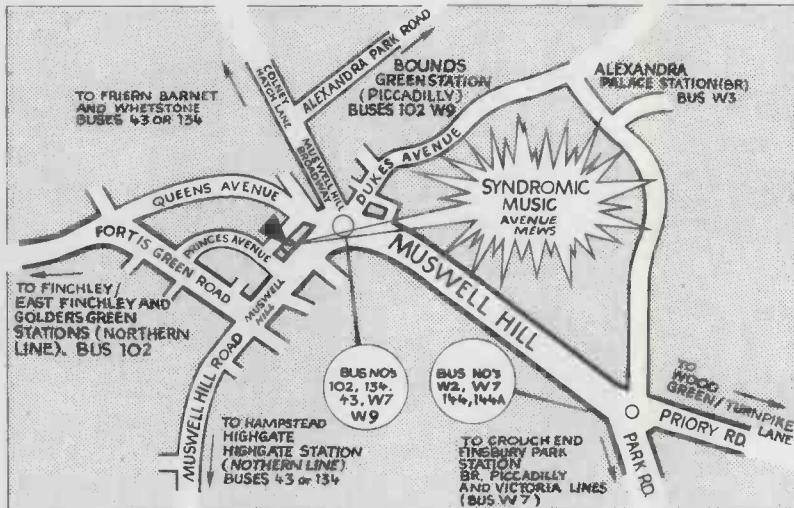 TO FRIERN BARNET
AND WHETSTONE
BUSES 43 OR 134
COLNEY
HATCH LANE
ALEXANDRA PARK ROAD
BOUNDS
GREEN STATION
(PICCADILLY)
BUSES 102 W9
ALEXANDRA
PALACE STATION (BR)
BUS W3
MUSWELL HILL
BROADWAY
DUKES AVENUE
QUEENS AVENUE
SYNDROMIC
MUSIC
AVENUE
MEWS
PRINCES AVENUE
FORTIS GREEN ROAD
MUSWELL
HILL
MUSWELL HILL
TO FINCHLEY/
EAST FINCHLEY AND
GOLDERS GREEN
STATIONS (NORTHERN
LINE). BUS 102
MUSWELL HILL ROAD
BUS NO'S
102, 134.
43, W7
W9
BUS NO'S
W2, W7
144, 144A
TO
WOOD
GREEN/TURNPIKE
LANE
PRIORY RD.
PARK RD.
TO HAMPSTEAD
HIGHGATE
HIGHGATE STATION
(NOTHERN LINE)
BUSES 43 or 134
TO CROUCH END
FINSBURY PARK
STATION
BR, PICCADILLY
AND VICTORIA LINES
(BUS W7)